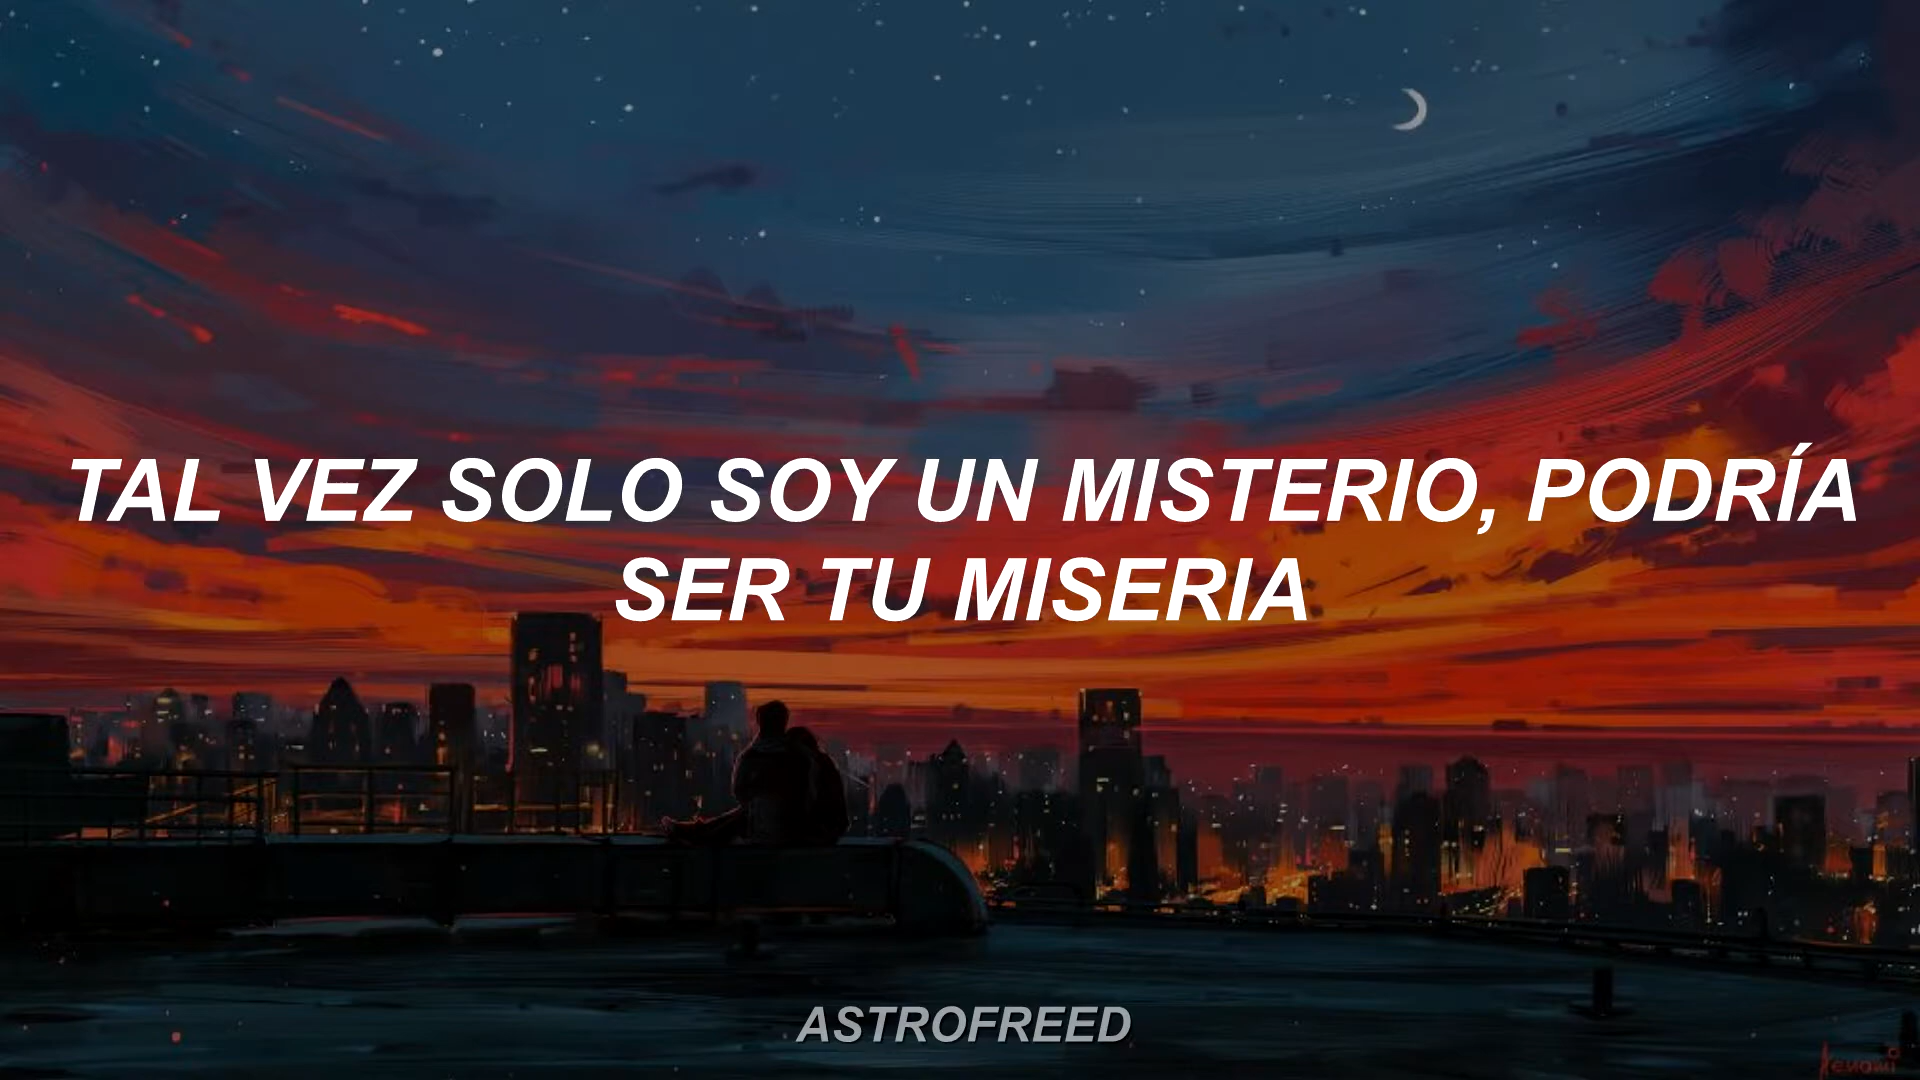 TAL VEZ SOLO SOY UN MISTERIO, PODRÍA
SER TU MISERIA
ASTROFREED